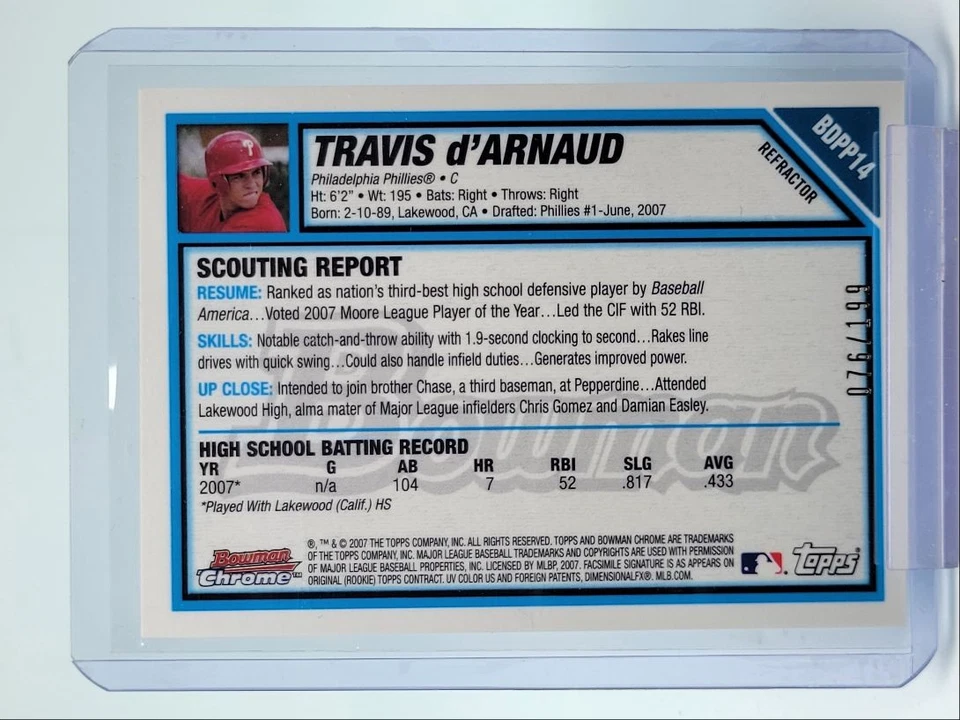 TRAVIS d'ARNAUD
Philadelphia Phillies® • C
Ht: 6'2" • Wt: 195 • Bats: Right • Throws: Right
Born: 2-10-89, Lakewood, CA • Drafted: Phillies #1-June, 2007
BDPP14
REFRACTOR
P
SCOUTING REPORT
RESUME: Ranked as nation's third-best high school defensive player by Baseball
America...Voted 2007 Moore League Player of the Year...Led the CIF with 52 RBI.
SKILLS: Notable catch-and-throw ability with 1.9-second clocking to second...Rakes line
drives with quick swing...Could also handle infield duties...Generates improved power.
UP CLOSE: Intended to join brother Chase, a third baseman, at Pepperdine...Attended
Lakewood High, alma mater of Major League infielders Chris Gomez and Damian Easley.
076/199
Bowman
HIGH SCHOOL BATTING RECORD
YR G AB HR RBI SLG AVG
2007* n/a 104 7 52 .817 .433
*Played With Lakewood (Calif.) HS
Bowman
Chrome™
®, ™ & © 2007 THE TOPPS COMPANY, INC. ALL RIGHTS RESERVED. TOPPS AND BOWMAN CHROME ARE TRADEMARKS
OF THE TOPPS COMPANY, INC. MAJOR LEAGUE BASEBALL TRADEMARKS AND COPYRIGHTS ARE USED WITH PERMISSION
OF MAJOR LEAGUE BASEBALL PROPERTIES, INC. LICENSED BY MLBP, 2007. FACSIMILE SIGNATURE IS AS APPEARS ON
ORIGINAL (ROOKIE) TOPPS CONTRACT. UV COLOR US AND FOREIGN PATENTS, DIMENSIONALFX®. MLB.COM.
Topps